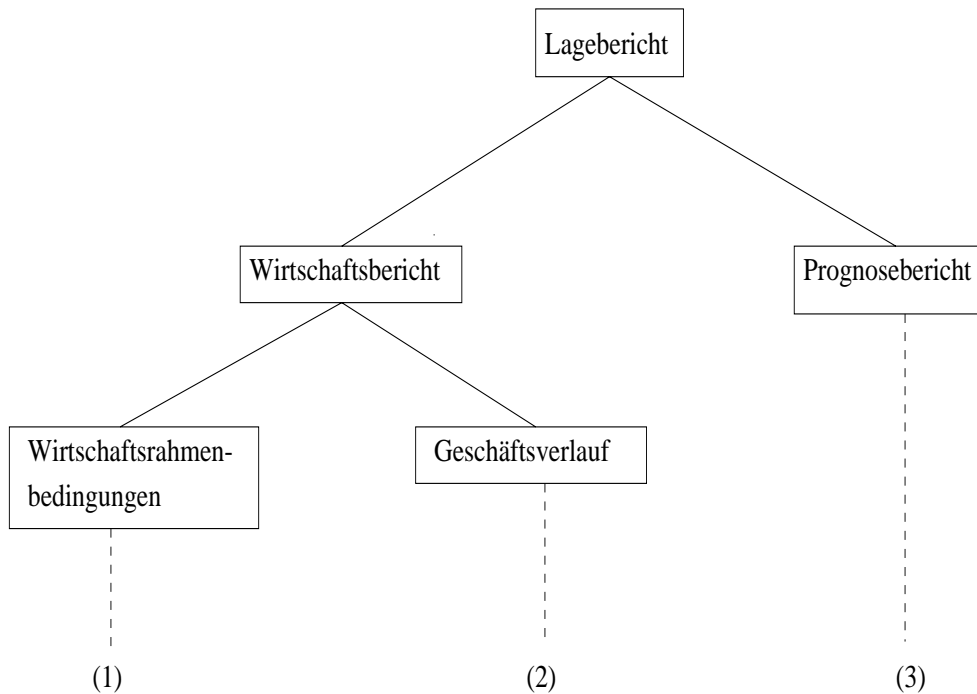 Lagebericht
Wirtschaftsbericht
Prognosebericht
Wirtschaftsrahmen-
bedingungen
Geschäftsverlauf
(1)
(2)
(3)